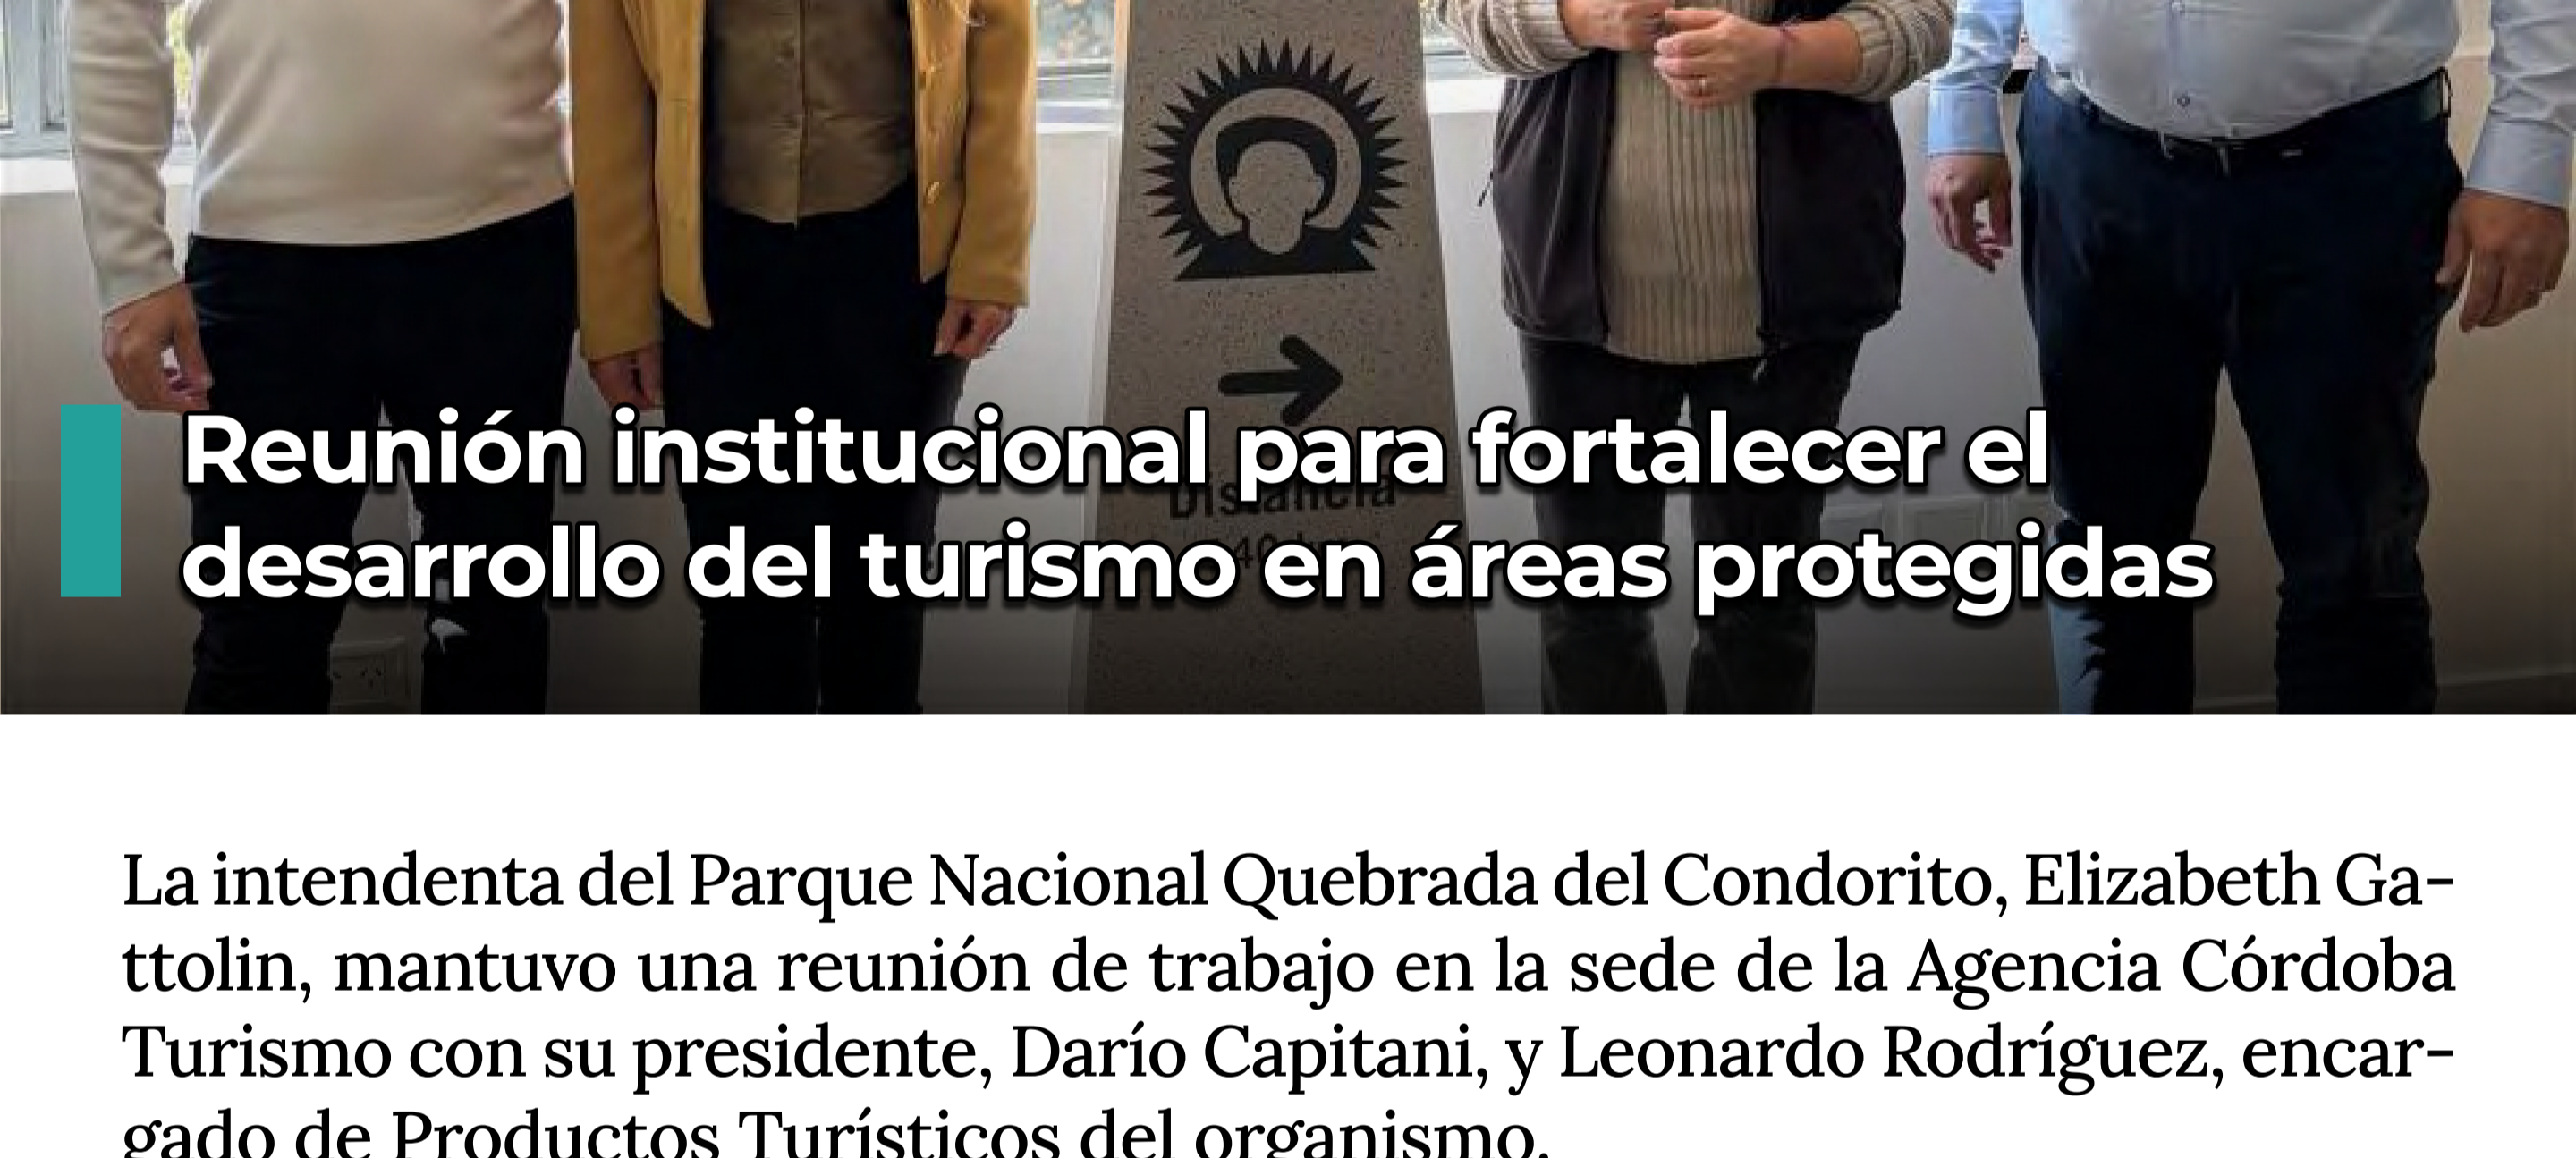 Distancia
Reunión institucional para fortalecer el
desarrollo del turismo en áreas protegidas
La intendenta del Parque Nacional Quebrada del Condorito, Elizabeth Ga-
ttolin, mantuvo una reunión de trabajo en la sede de la Agencia Córdoba
Turismo con su presidente, Darío Capitani, y Leonardo Rodríguez, encar-
gado de Productos Turísticos del organismo.